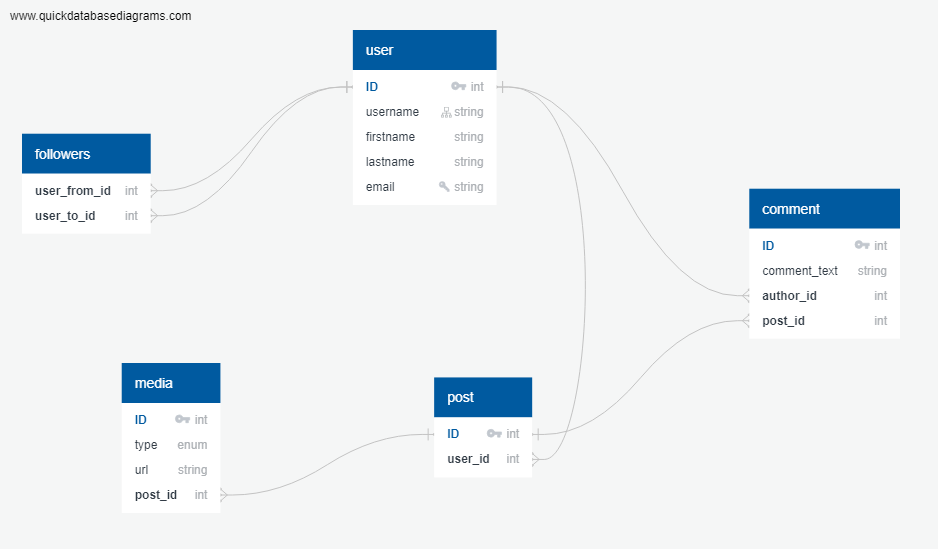 www.quickdatabasediagrams.com
user
ID int
username string
firstname string
lastname string
email string
followers
user_from_id int
user_to_id int
comment
ID int
comment_text string
author_id int
post_id int
media
ID int
type enum
url string
post_id int
post
ID int
user_id int